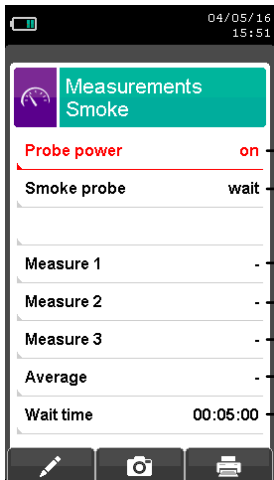 04/05/16
15:51
Measurements
Smoke
Probe power on
Smoke probe wait
Measure 1 -
Measure 2 -
Measure 3 -
Average -
Wait time 00:05:00